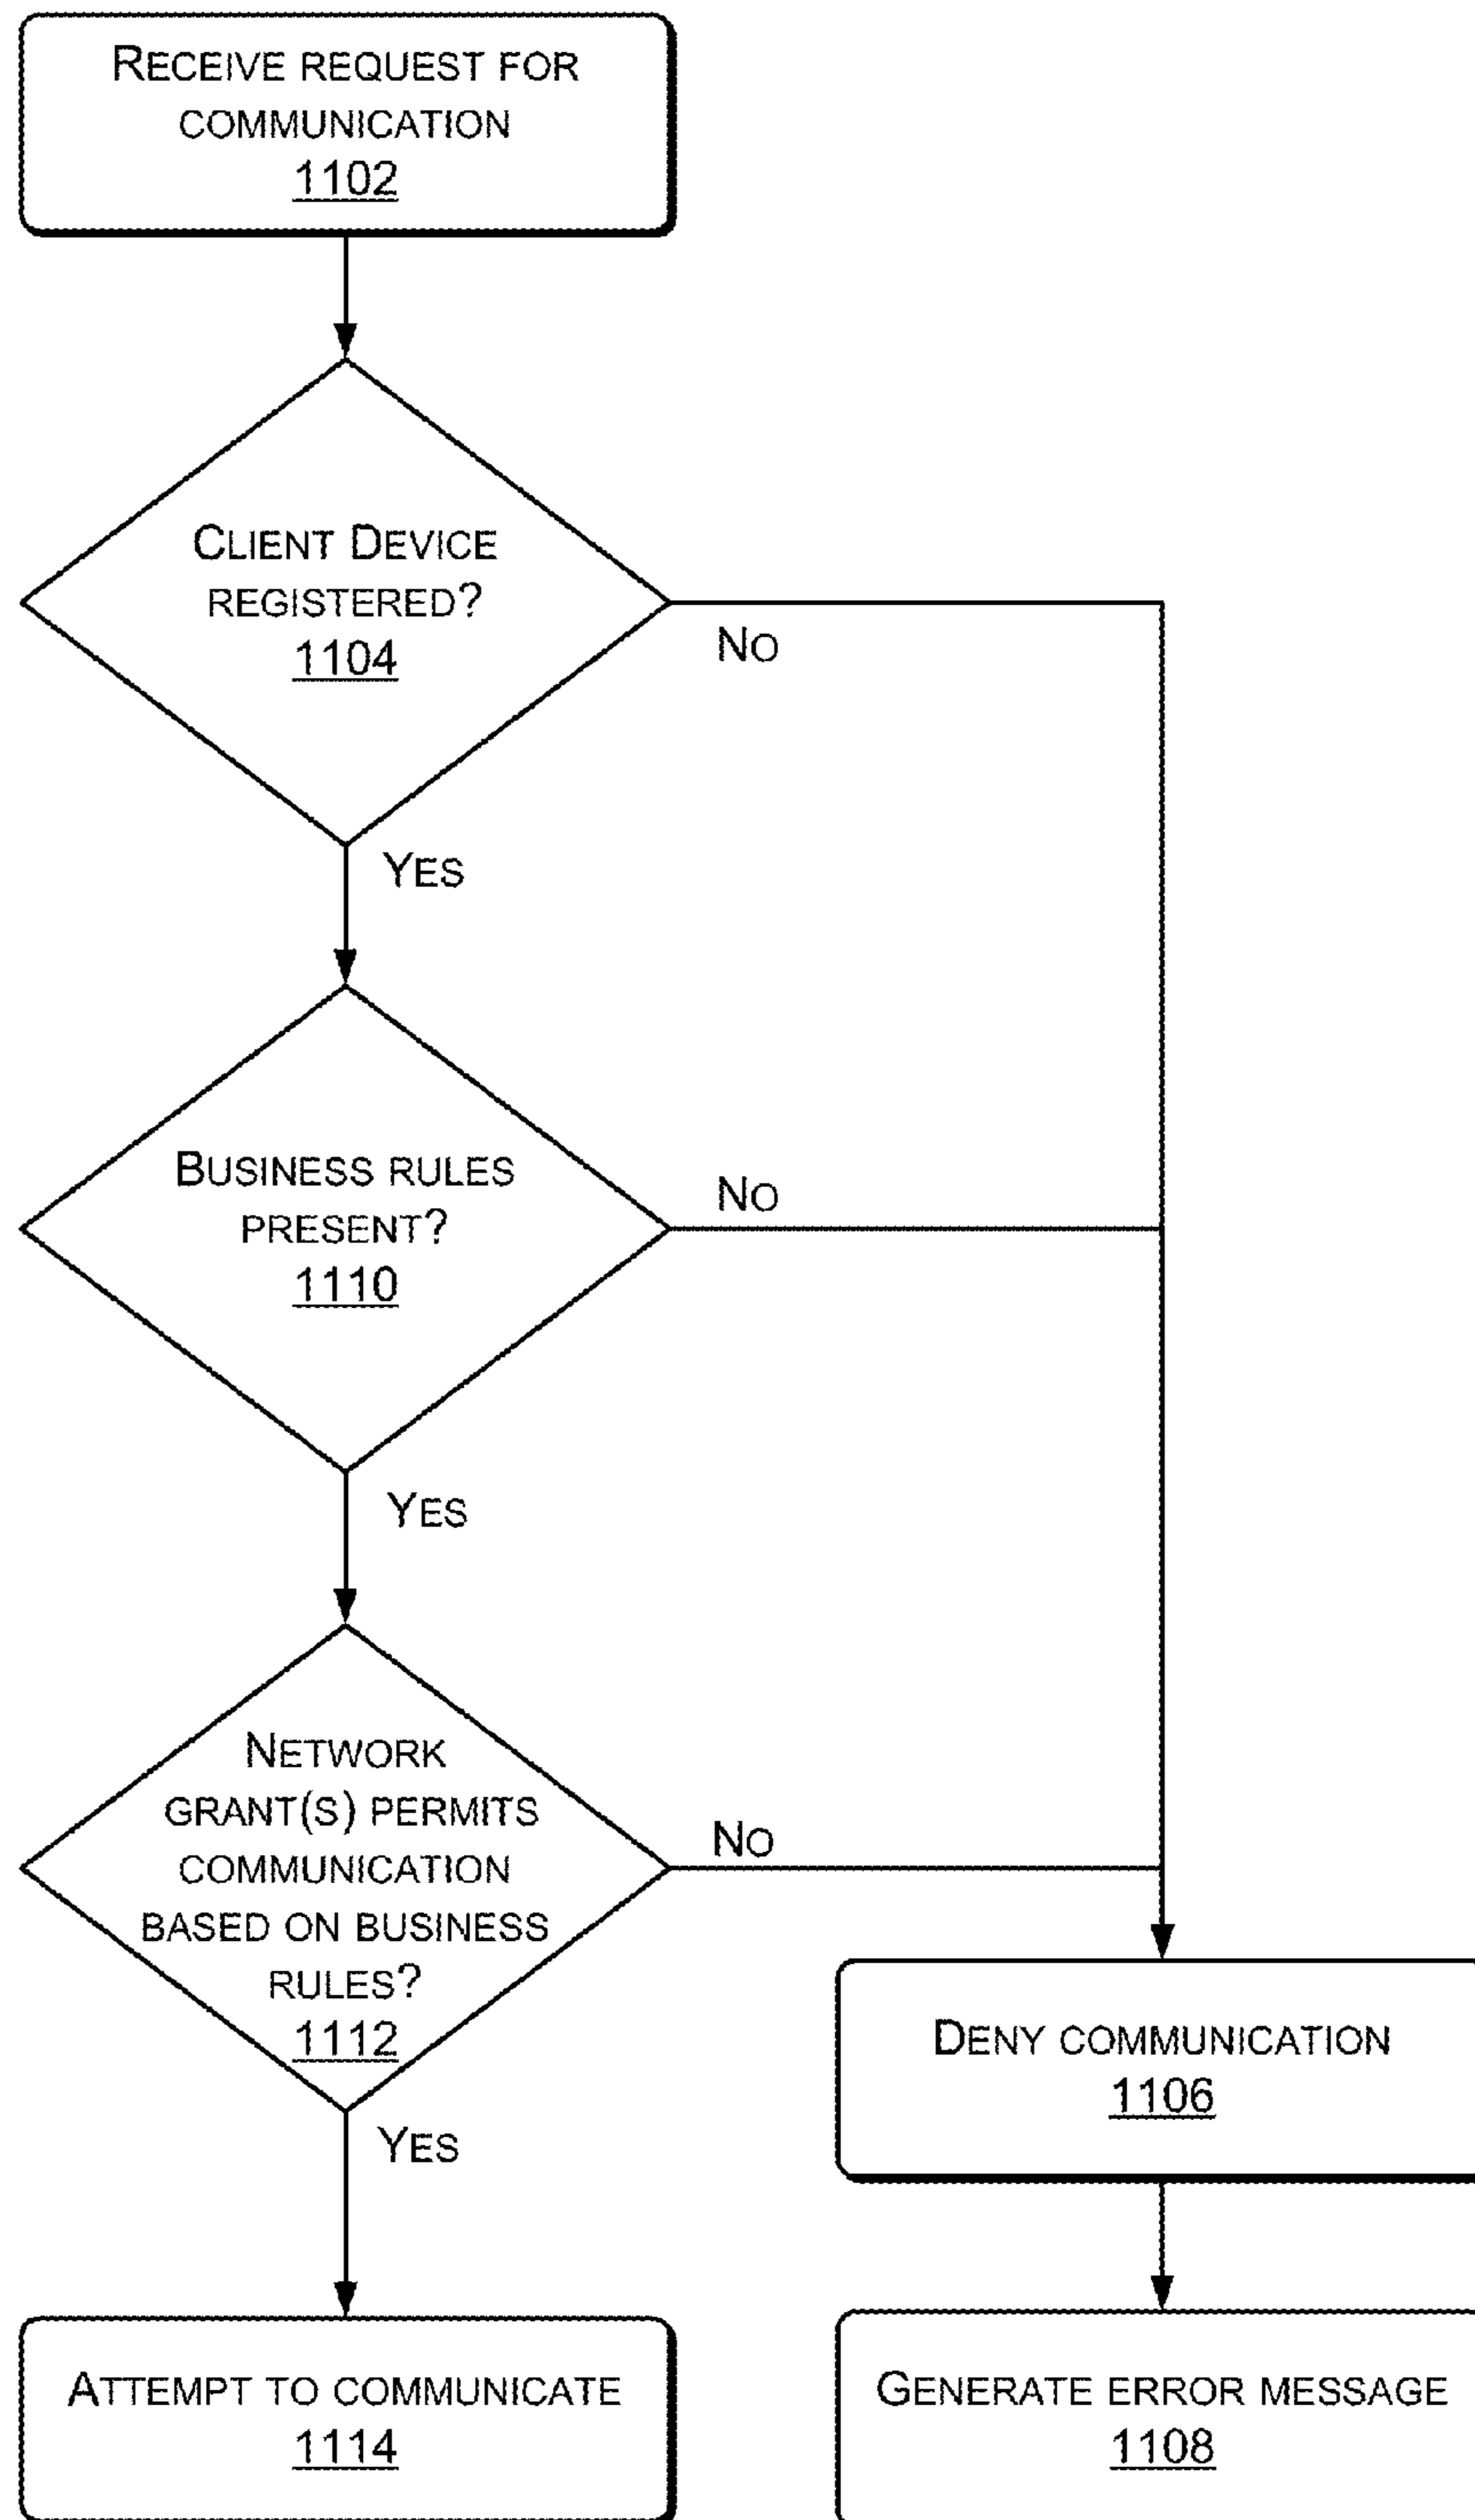 RECEIVE REQUEST FOR
COMMUNICATION
1102
CLIENT DEVICE
REGISTERED?
1104
NO
YES
BUSINESS RULES
PRESENT?
1110
NO
YES
NETWORK
GRANT(S) PERMITS
COMMUNICATION
BASED ON BUSINESS
RULES?
1112
NO
YES
DENY COMMUNICATION
1106
ATTEMPT TO COMMUNICATE
1114
GENERATE ERROR MESSAGE
1108